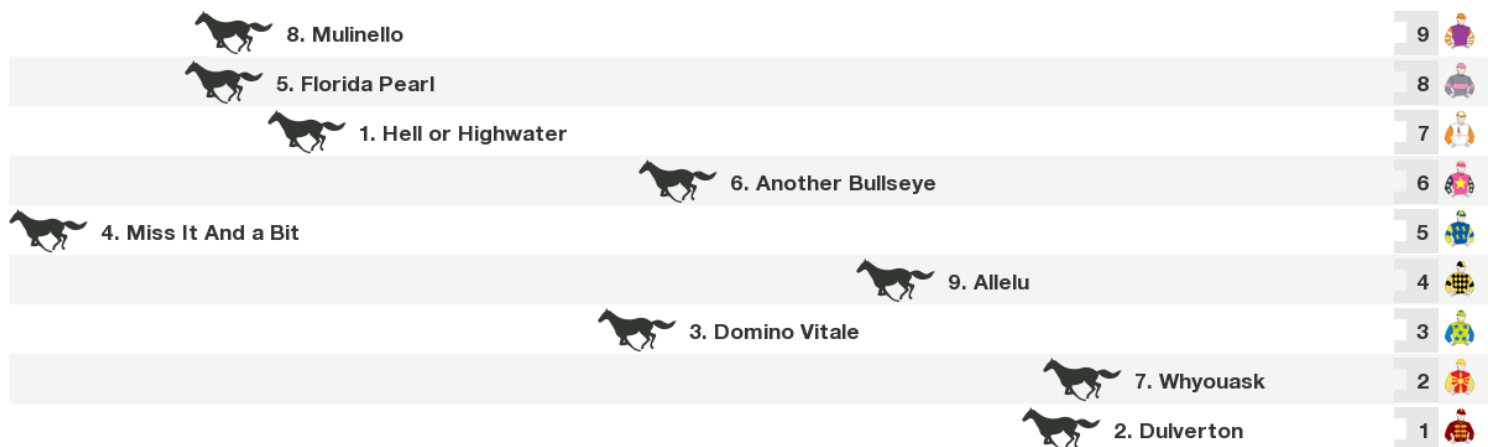 8. Mulinello 9
5. Florida Pearl 8
1. Hell or Highwater 7
6. Another Bullseye 6
4. Miss It And a Bit 5
9. Allelu 4
3. Domino Vitale 3
7. Whyouask 2
2. Dulverton 1